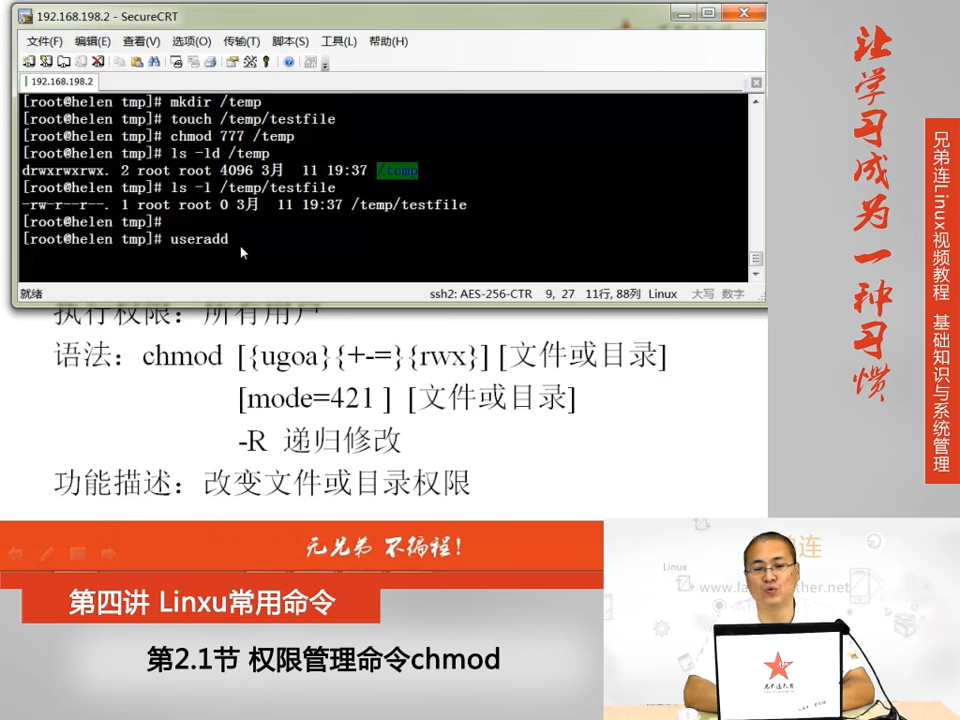 192.168.198.2 - SecureCRT
文件(F) 编辑(E) 查看(V) 选项(O) 传输(T) 脚本(S) 工具(L) 帮助(H)
192.168.198.2
[root@helen tmp]# mkdir /temp
[root@helen tmp]# touch /temp/testfile
[root@helen tmp]# chmod 777 /temp
[root@helen tmp]# ls -ld /temp
drwxrwxrwx. 2 root root 4096 3月 11 19:37 /temp
[root@helen tmp]# ls -l /temp/testfile
-rw-r--r--. 1 root root 0 3月 11 19:37 /temp/testfile
[root@helen tmp]#
[root@helen tmp]# useradd
就绪 ssh2: AES-256-CTR 9, 27 11行, 88列 Linux 大写 数字
执行权限：所有用户
语法：chmod [{ugoa}{+-=}{rwx}] [文件或目录]
[mode=421 ] [文件或目录]
-R 递归修改
功能描述：改变文件或目录权限
让学习成为一种习惯
兄弟连Linux视频教程 基础知识与系统管理
无兄弟 不编程!
第四讲 Linxu常用命令
第2.1节 权限管理命令chmod
Linux